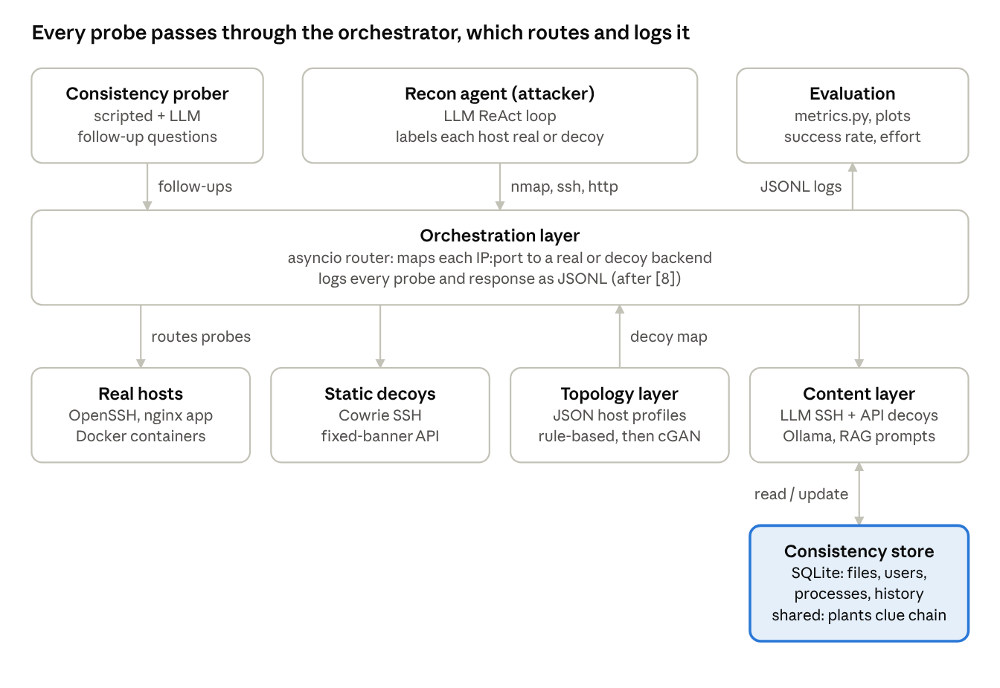 Every probe passes through the orchestrator, which routes and logs it
Consistency prober
scripted + LLM
follow-up questions
Recon agent (attacker)
LLM ReAct loop
labels each host real or decoy
Evaluation
metrics.py, plots
success rate, effort
follow-ups
nmap, ssh, http
JSONL logs
Orchestration layer
asyncio router: maps each IP:port to a real or decoy backend
logs every probe and response as JSONL (after [8])
routes probes
decoy map
Real hosts
OpenSSH, nginx app
Docker containers
Static decoys
Cowrie SSH
fixed-banner API
Topology layer
JSON host profiles
rule-based, then cGAN
Content layer
LLM SSH + API decoys
Ollama, RAG prompts
read / update
Consistency store
SQLite: files, users,
processes, history
shared: plants clue chain